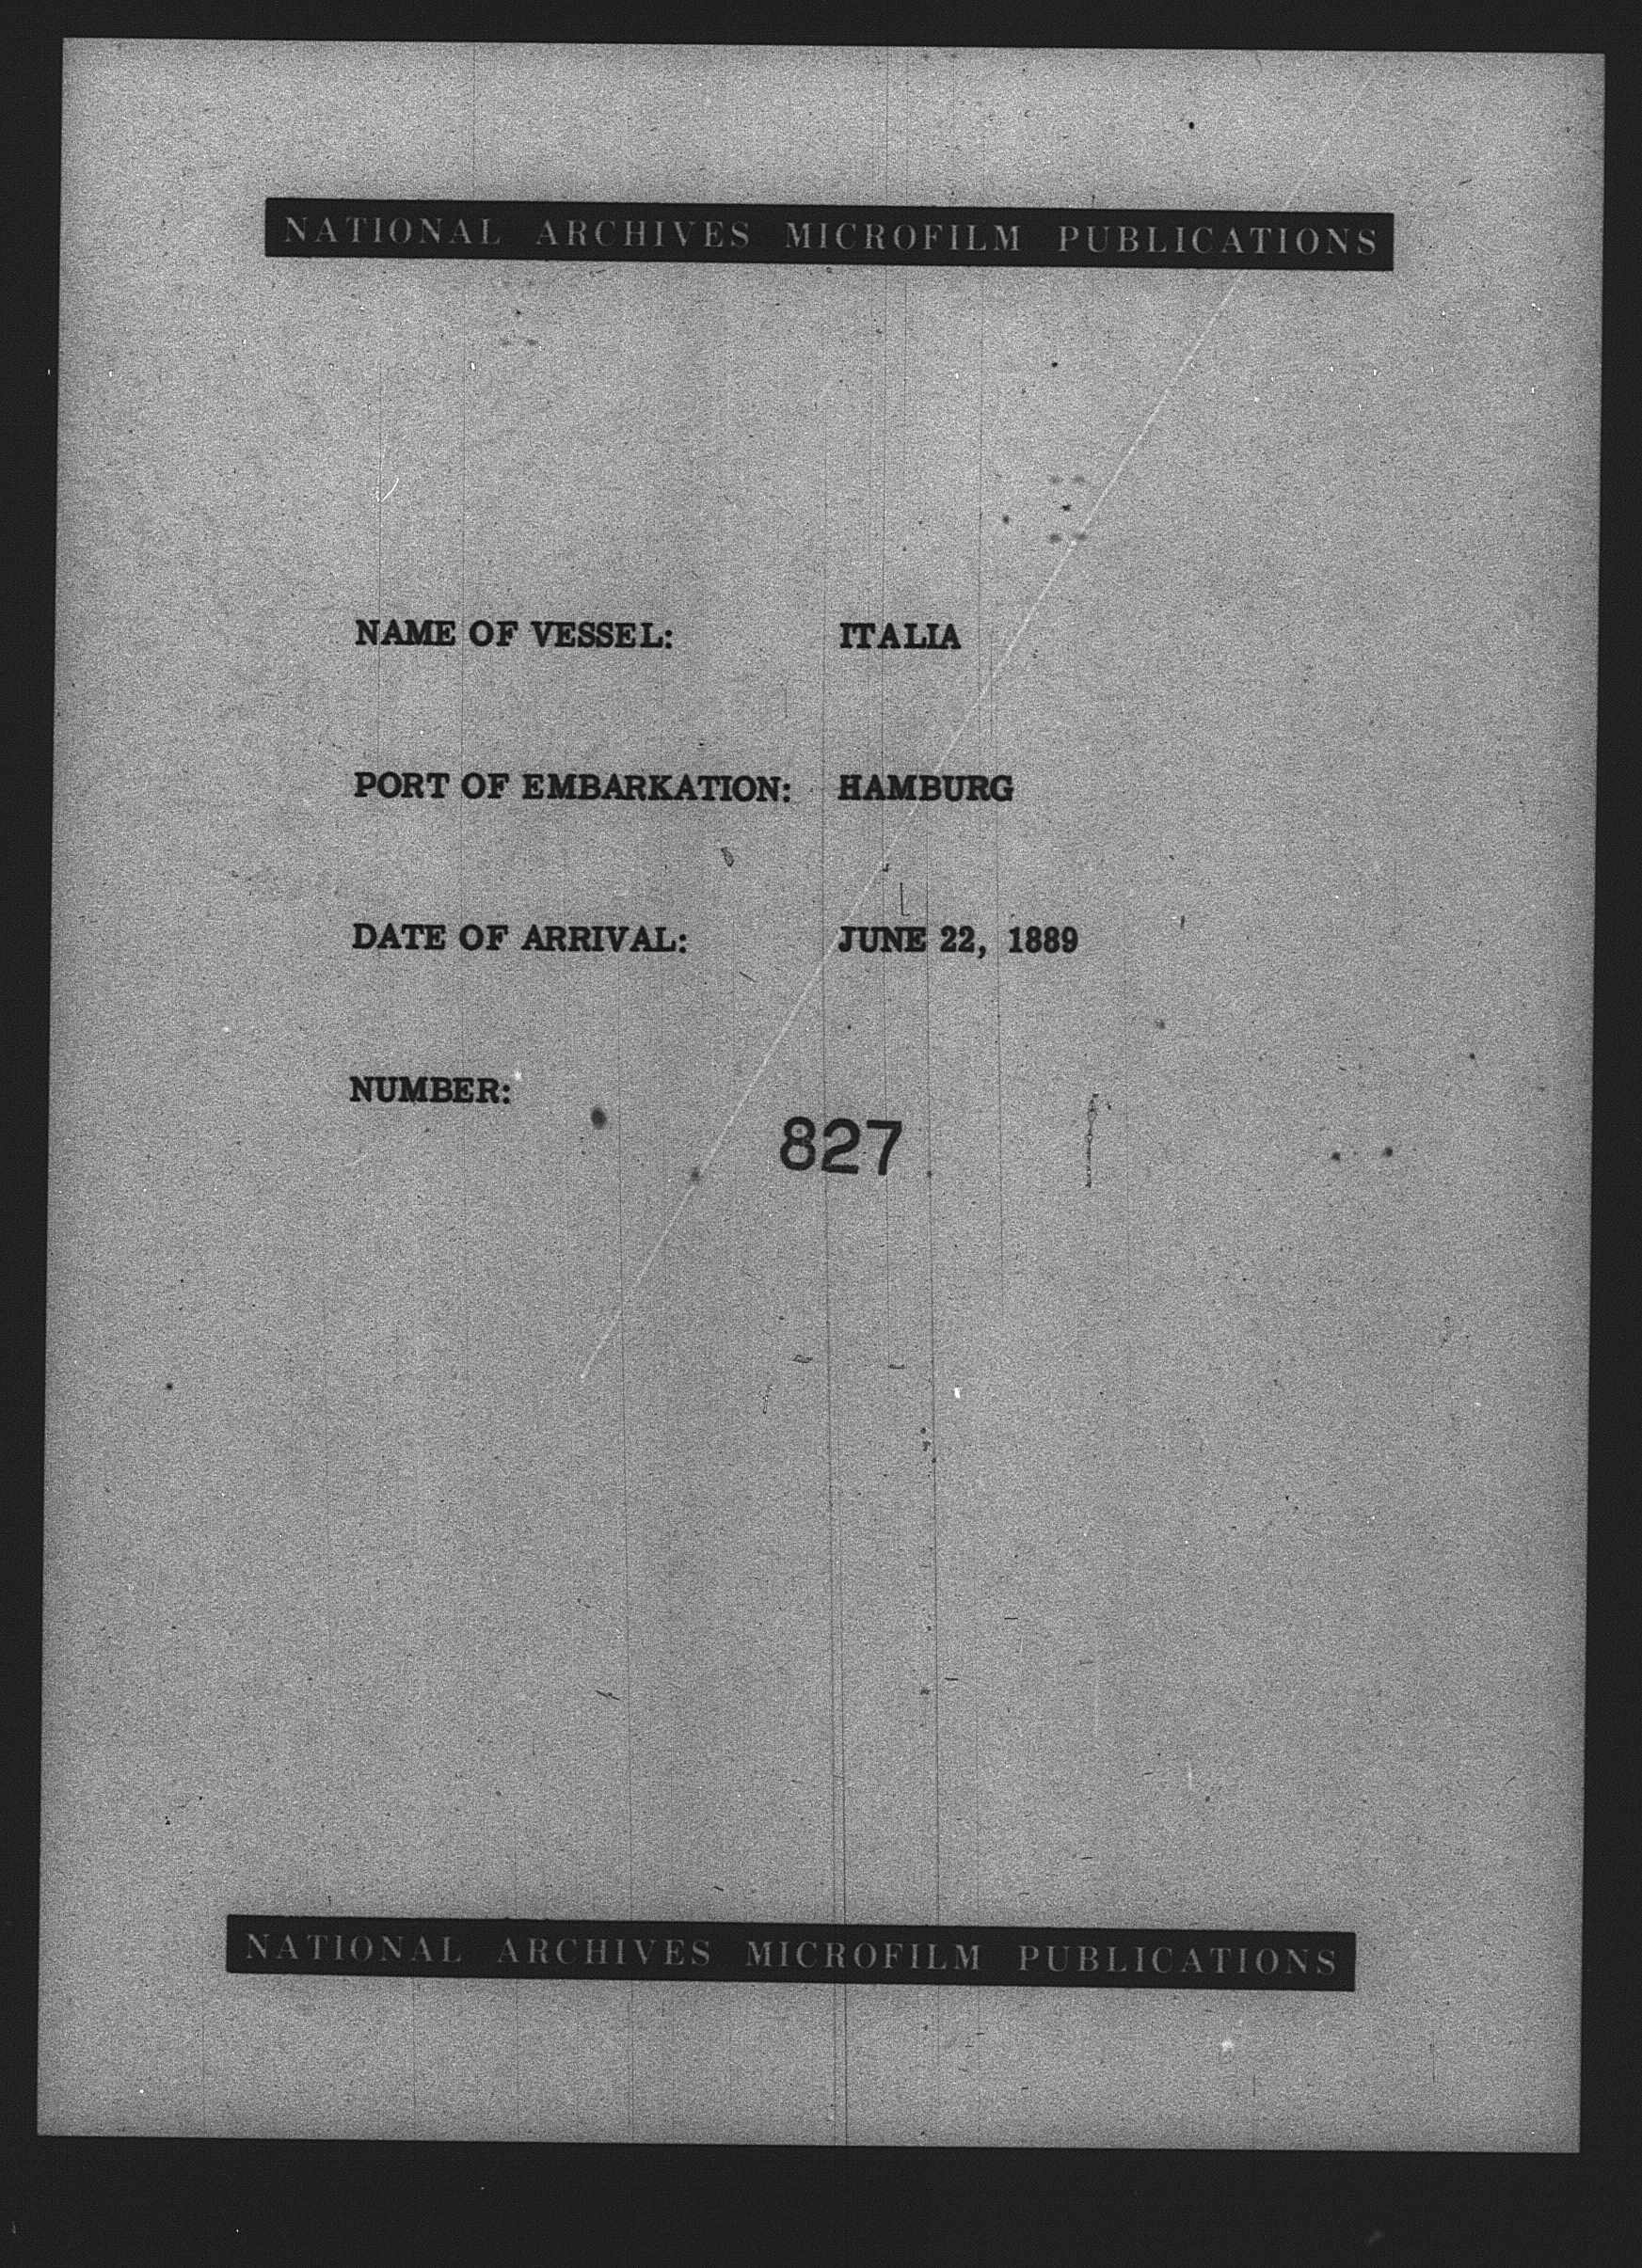 NATIONAL ARCHIVES MICROFILM PUBLICATIONS
NAME OF VESSEL: ITALIA
PORT OF EMBARKATION: HAMBURG
DATE OF ARRIVAL: JUNE 22, 1889
NUMBER:
827
NATIONAL ARCHIVES MICROFILM PUBLICATIONS